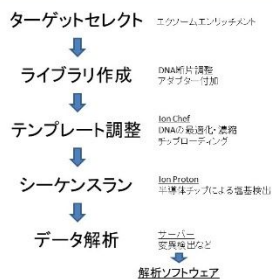 ターゲットセレクト
エクソームエンリッチメント
ライブラリ作成
DNA断片調整
アダプター付加
テンプレート調整
Ion Chef
DNAの最適化・濃縮
チップローディング
シーケンスラン
Ion Proton
半導体チップによる塩基検出
データ解析
サーバー
変異検出など
解析ソフトウェア